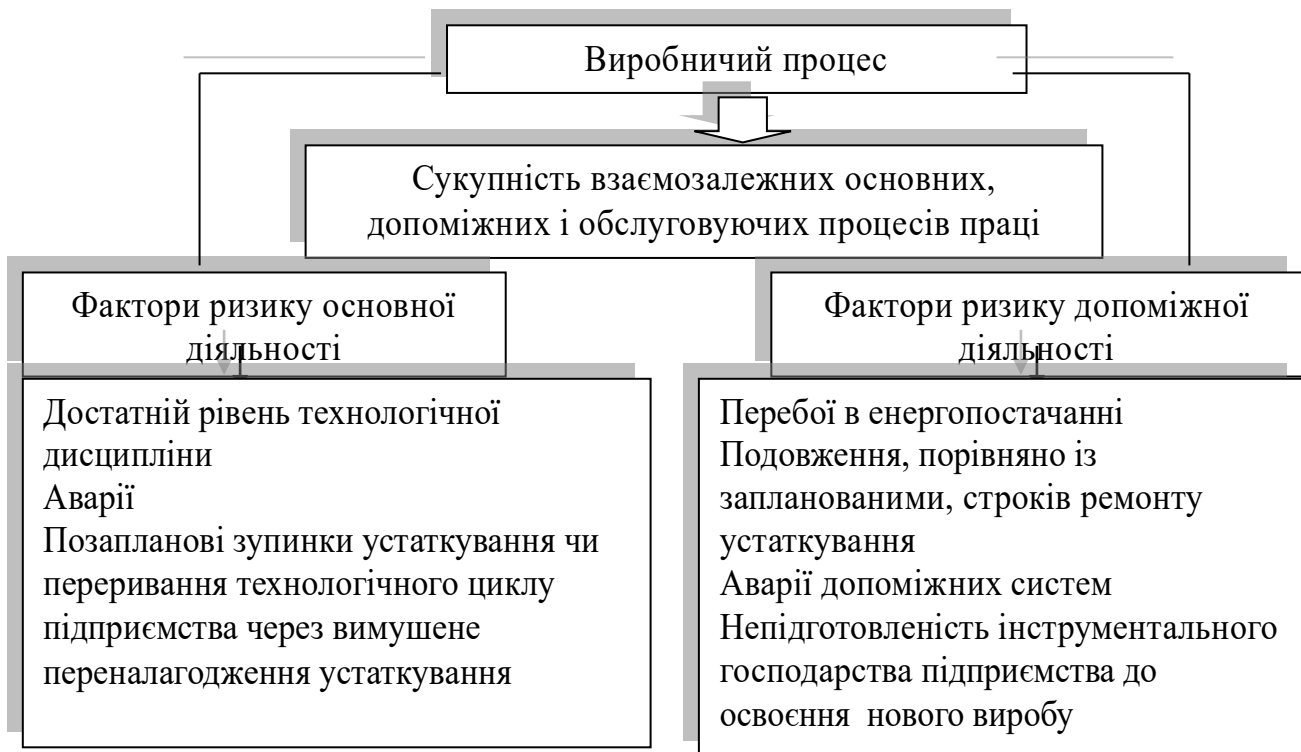 Виробничий процес
Сукупність взаємозалежних основних,
допоміжних і обслуговуючих процесів праці
Фактори ризику основної
діяльності
Фактори ризику допоміжної
діяльності
Достатній рівень технологічної
дисципліни
Аварії
Позапланові зупинки устаткування чи
переривання технологічного циклу
підприємства через вимушене
переналагодження устаткування
Перебої в енергопостачанні
Подовження, порівняно із
запланованими, строків ремонту
устаткування
Аварії допоміжних систем
Непідготовленість інструментального
господарства підприємства до
освоєння нового виробу